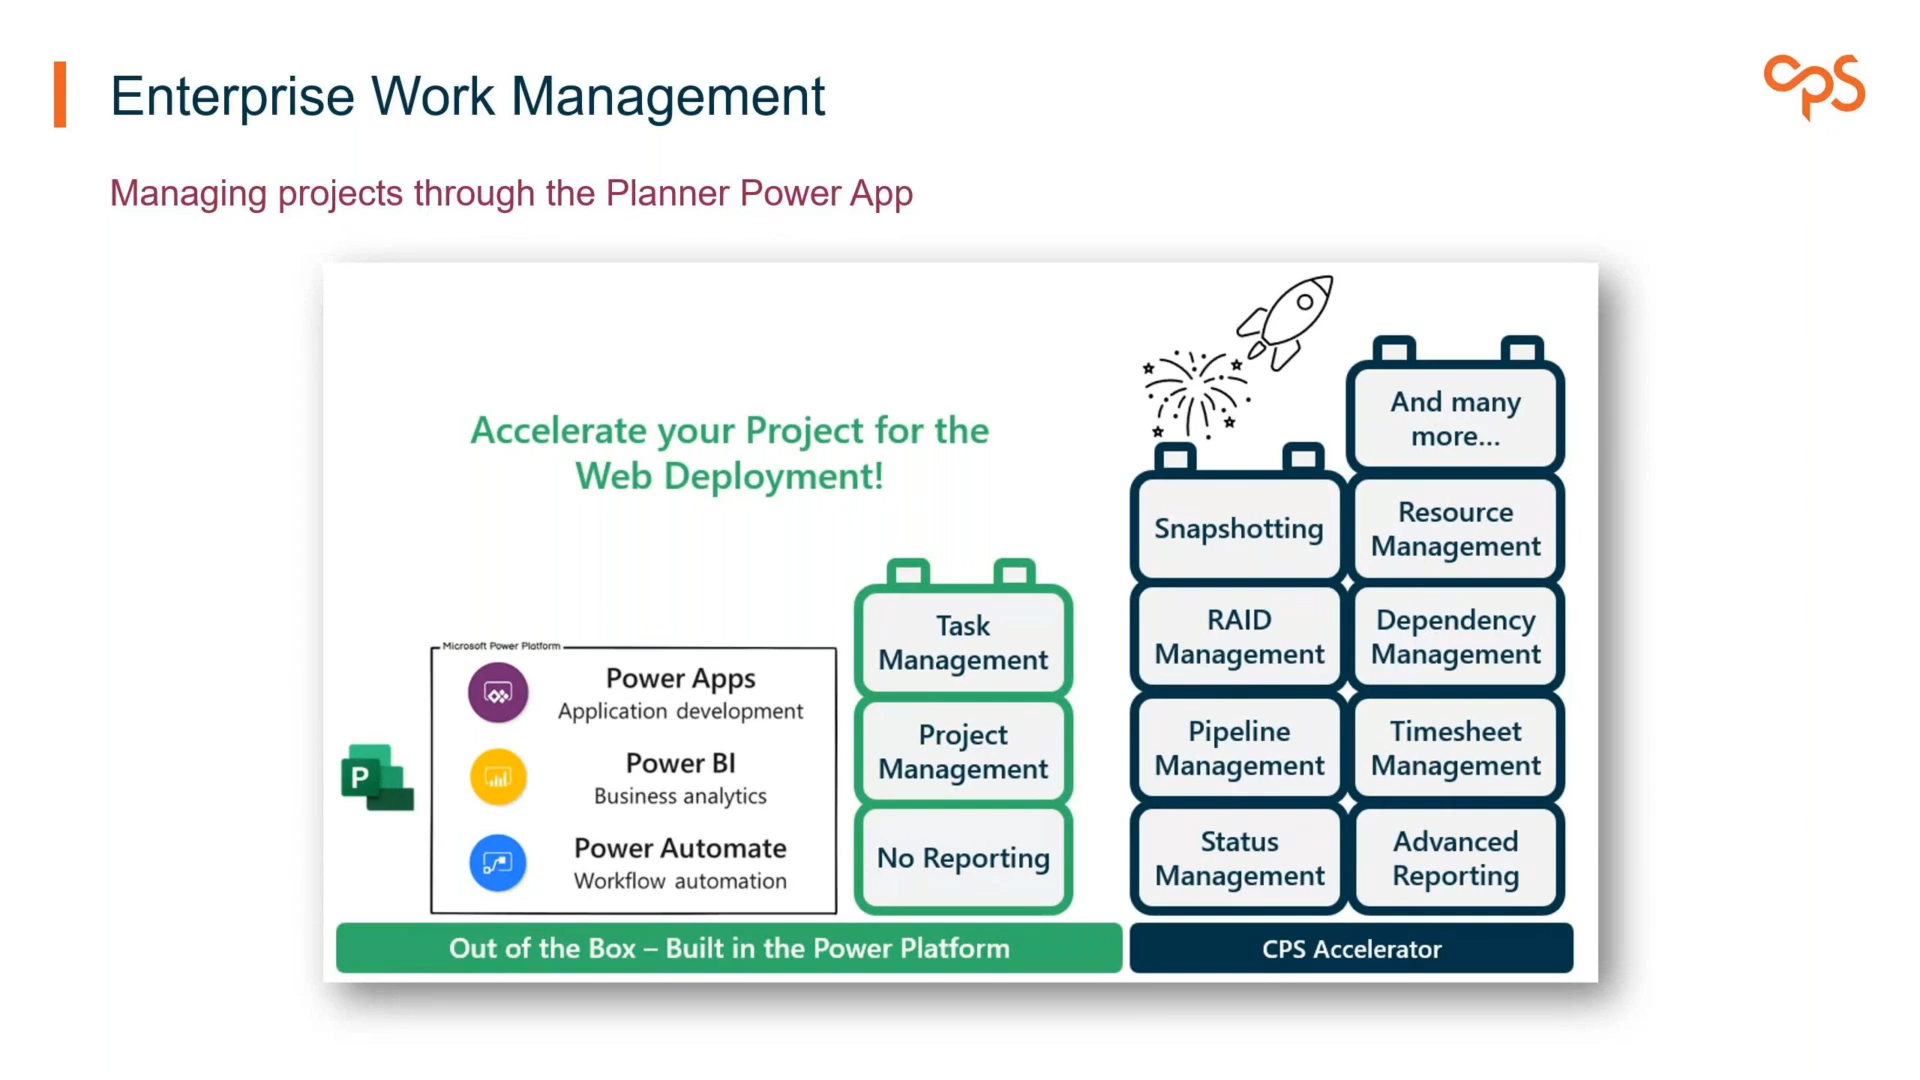 Enterprise Work Management
cps
Managing projects through the Planner Power App
Accelerate your Project for the
Web Deployment!
Microsoft Power Platform
Power Apps
Application development
Power BI
Business analytics
Power Automate
Workflow automation
P
Task
Management
Project
Management
No Reporting
Out of the Box – Built in the Power Platform
Snapshotting
RAID
Management
Pipeline
Management
Status
Management
And many
more...
Resource
Management
Dependency
Management
Timesheet
Management
Advanced
Reporting
CPS Accelerator